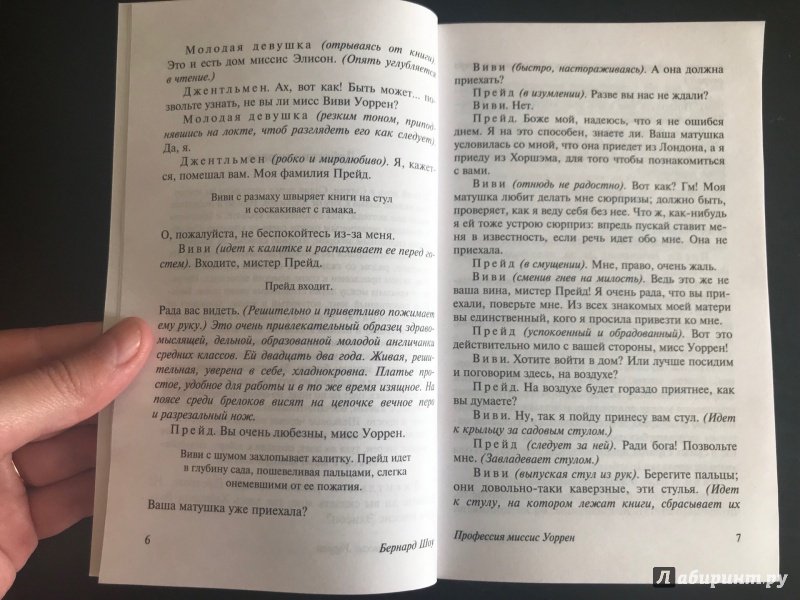 Молодая девушка (отрываясь от книги).
Это и есть дом миссис Элисон. (Опять углубляется
в чтение.)
Джентльмен. Ах, вот как! Быть может... по-
звольте узнать, не вы ли мисс Виви Уоррен?
Молодая девушка (резким тоном, припод-
нявшись на локте, чтоб разглядеть его как следует).
Да, я.
Джентльмен (робко и миролюбиво). Я, кажет-
ся, помешал вам. Моя фамилия Прейд.
Виви с размаху швыряет книги на стул
и соскакивает с гамака.
О, пожалуйста, не беспокойтесь из-за меня.
Виви (идет к калитке и распахивает ее перед го-
стем). Входите, мистер Прейд.
Прейд входит.
Рада вас видеть. (Решительно и приветливо пожимает
ему руку.) Это очень привлекательный образец здраво-
мыслящей, дельной, образованной молодой англичанки
средних классов. Ей двадцать два года. Живая, реши-
тельная, уверена в себе, хладнокровна. Платье про-
стое, удобное для работы и в то же время изящное. На
поясе среди брелоков висят на цепочке вечное перо
и разрезальный нож.
Прейд. Вы очень любезны, мисс Уоррен.
Виви с шумом захлопывает калитку. Прейд идет
в глубину сада, пошевеливая пальцами, слегка
онемевшими от ее пожатия.
Ваша матушка уже приехала?
6
Бернард Шоу
Виви (быстро, настораживаясь). А она должна
приехать?
Прейд (в изумлении). Разве вы нас не ждали?
Виви. Нет.
Прейд. Боже мой, надеюсь, что я не ошибся
днем. Я на это способен, знаете ли. Ваша матушка
условилась со мной, что она приедет из Лондона, а я
приеду из Хоршэма, для того чтобы познакомиться
с вами.
Виви (отнюдь не радостно). Вот как? Гм! Моя
матушка любит делать мне сюрпризы; должно быть,
проверяет, как я веду себя без нее. Что ж, как-нибудь
я ей тоже устрою сюрприз: впредь пускай ставит ме-
ня в известность, если речь идет обо мне. Она не
приехала.
Прейд (в смущении). Мне, право, очень жаль.
Виви (сменив гнев на милость). Ведь это же не
ваша вина, мистер Прейд! Я очень рада, что вы при-
ехали, поверьте мне. Из всех знакомых моей матери
вы единственный, кого я просила привезти ко мне.
Прейд (успокоенный и обрадованный). Вот это
действительно мило с вашей стороны, мисс Уоррен!
Виви. Хотите войти в дом? Или лучше посидим
и поговорим здесь, на воздухе?
Прейд. На воздухе будет гораздо приятнее, как
вы думаете?
Виви. Ну, так я пойду принесу вам стул. (Идет
к крыльцу за садовым стулом.)
Прейд (следует за ней). Ради бога! Позвольте
мне. (Завладевает стулом.)
Виви (выпуская стул из рук). Берегите пальцы;
они довольно-таки каверзные, эти стулья. (Идет
к стулу, на котором лежат книги, сбрасывает их
Профессия миссис Уоррен
7
Лабиринт.ру